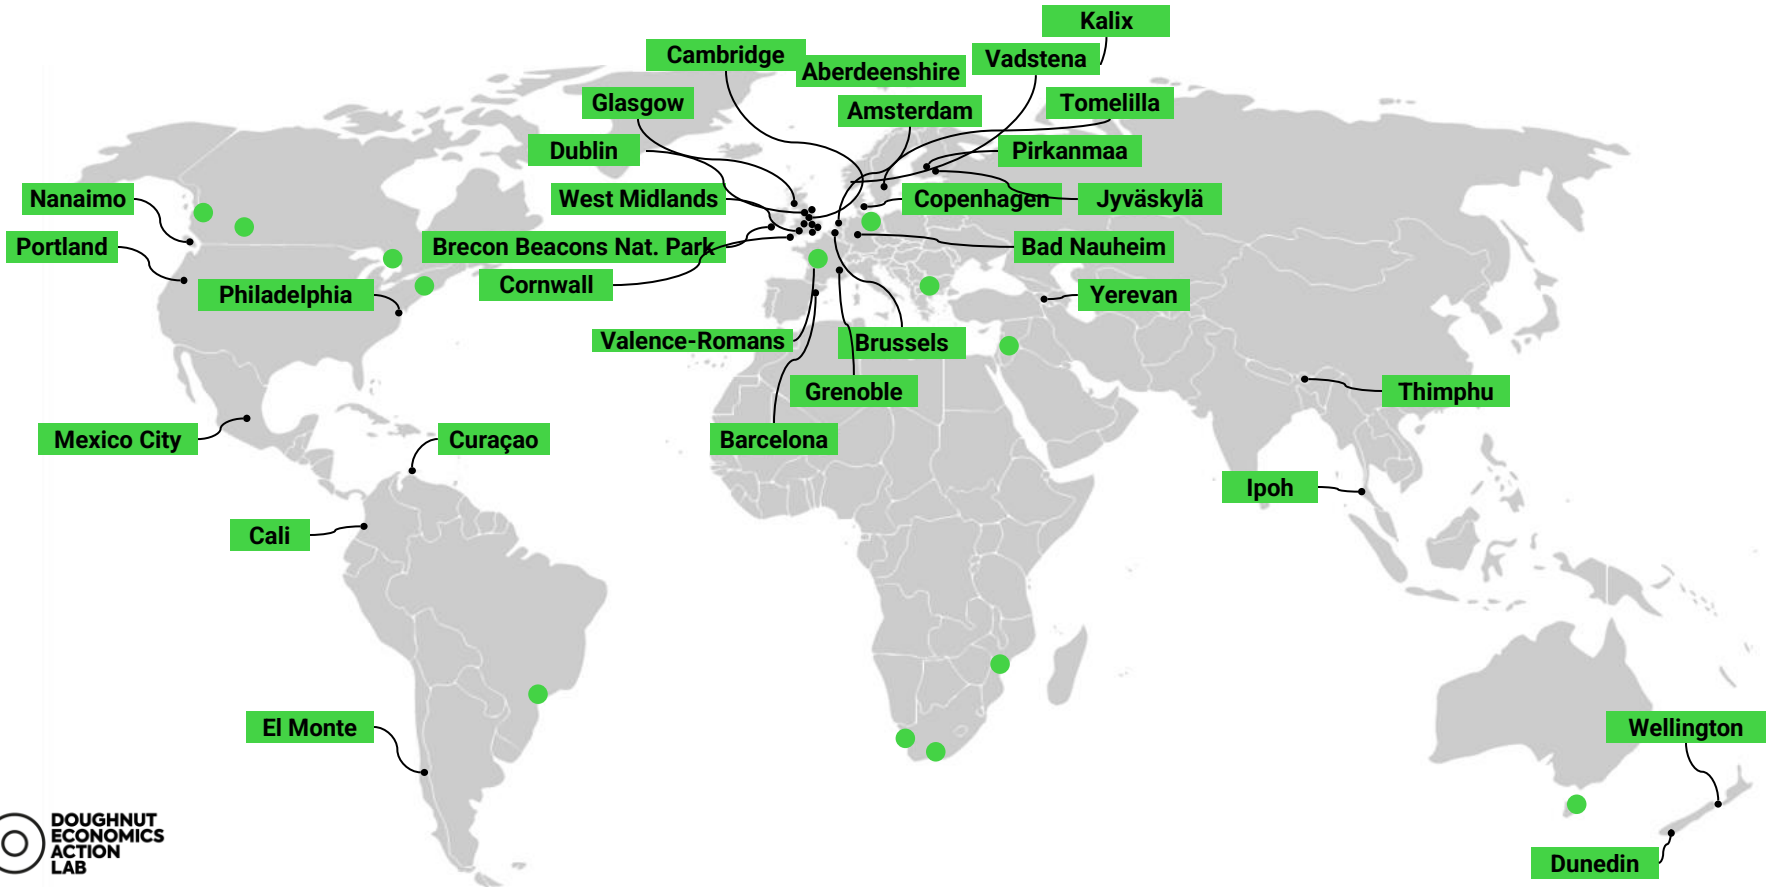 Kalix
Cambridge
Vadstena
Aberdeenshire
Glasgow
Amsterdam
Tomelilla
Dublin
Pirkanmaa
Nanaimo
West Midlands
Copenhagen
Jyväskylä
Portland
Brecon Beacons Nat. Park
Bad Nauheim
Cornwall
Philadelphia
Yerevan
Valence-Romans
Brussels
Grenoble
Thimphu
Mexico City
Curaçao
Barcelona
Ipoh
Cali
El Monte
Wellington
DOUGHNUT
ECONOMICS
ACTION
LAB
Dunedin